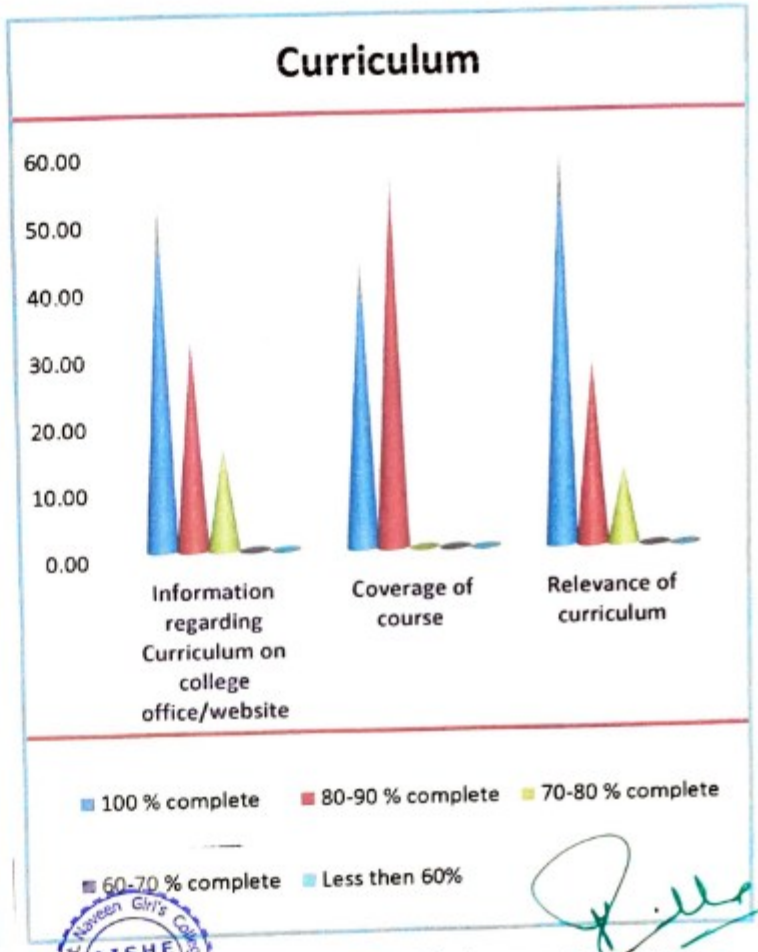 Curriculum
60.00
50.00
40.00
30.00
20.00
10.00
0.00
Information
regarding
Curriculum on
college
office/website
Coverage of
course
Relevance of
curriculum
100 % complete
80-90 % complete
70-80 % complete
60-70 % complete
Less then 60%
Naveen Girl's